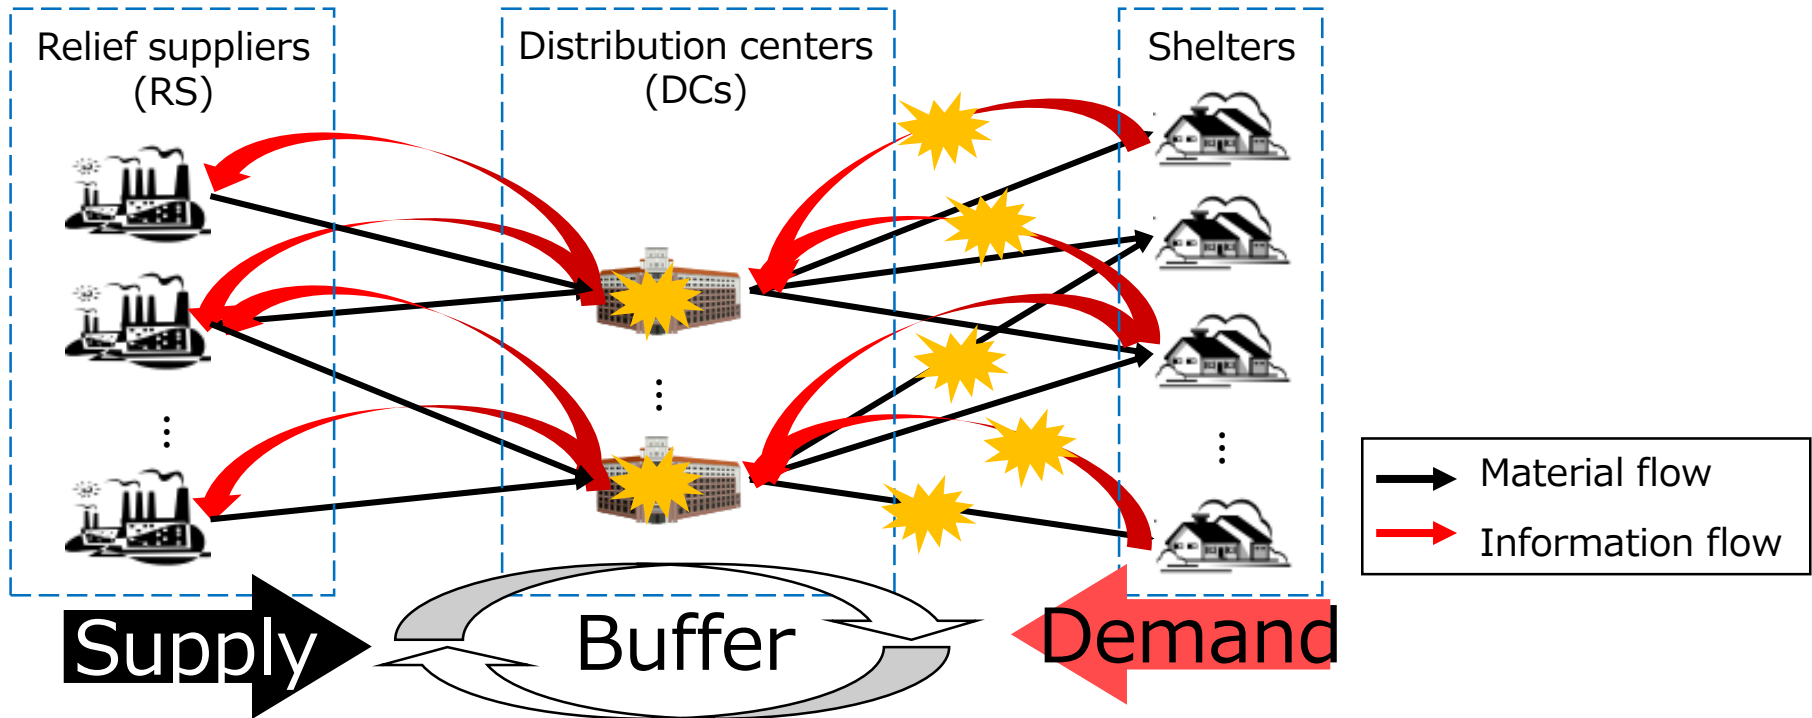 Relief suppliers
(RS)
Distribution centers
(DCs)
Shelters
...
...
...
Material flow
Information flow
Supply
Buffer
Demand